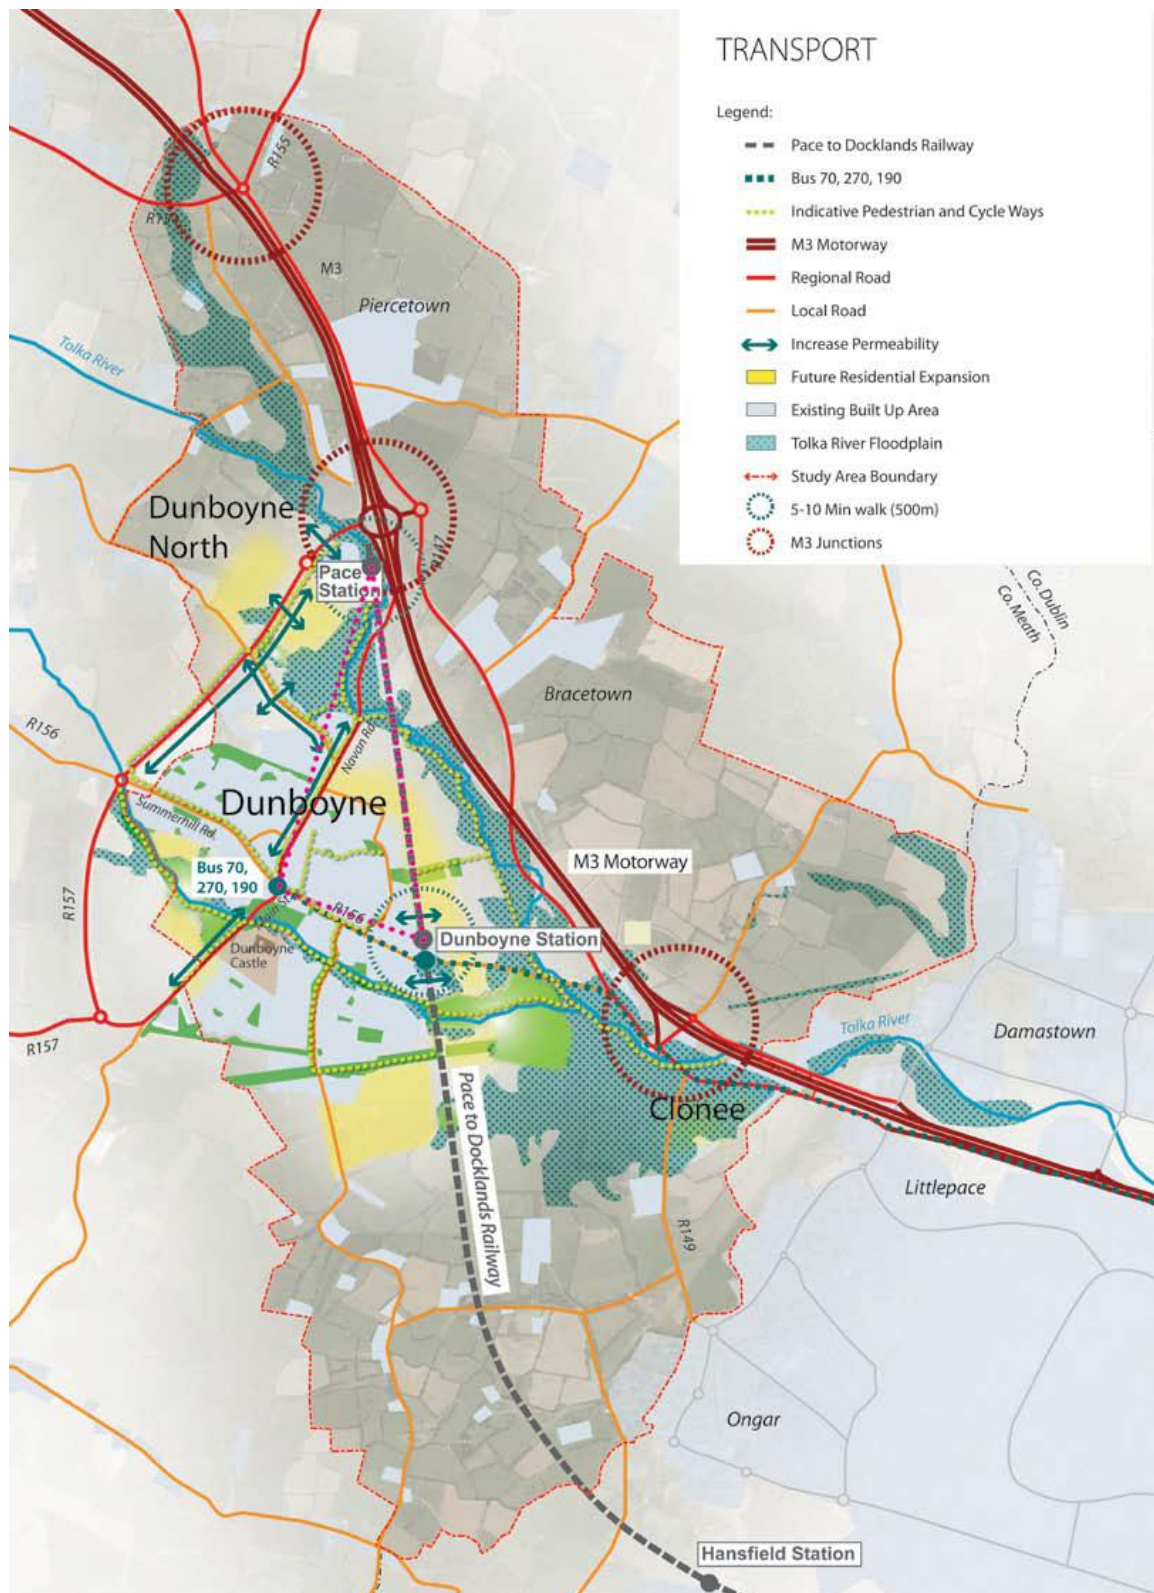 TRANSPORT
Legend:
Pace to Docklands Railway
Bus 70, 270, 190
Indicative Pedestrian and Cycle Ways
M3 Motorway
Regional Road
Local Road
Increase Permeability
Future Residential Expansion
Existing Built Up Area
Tolka River Floodplain
Study Area Boundary
5-10 Min walk (500m)
M3 Junctions
R155
M3
Piercetown
Tolka River
Dunboyne
North
Pace
Station
Co.Dublin
Co.Meath
Bracetown
R156
Navan Rd.
Dunboyne
Summerhill Rd.
M3 Motorway
Bus 70,
270, 190
R157
R156
Dunboyne Station
Dunboyne
Castle
R157
Tolka River
Damastown
Clonee
Pace to Docklands Railway
Littlepace
R149
Ongar
Hansfield Station